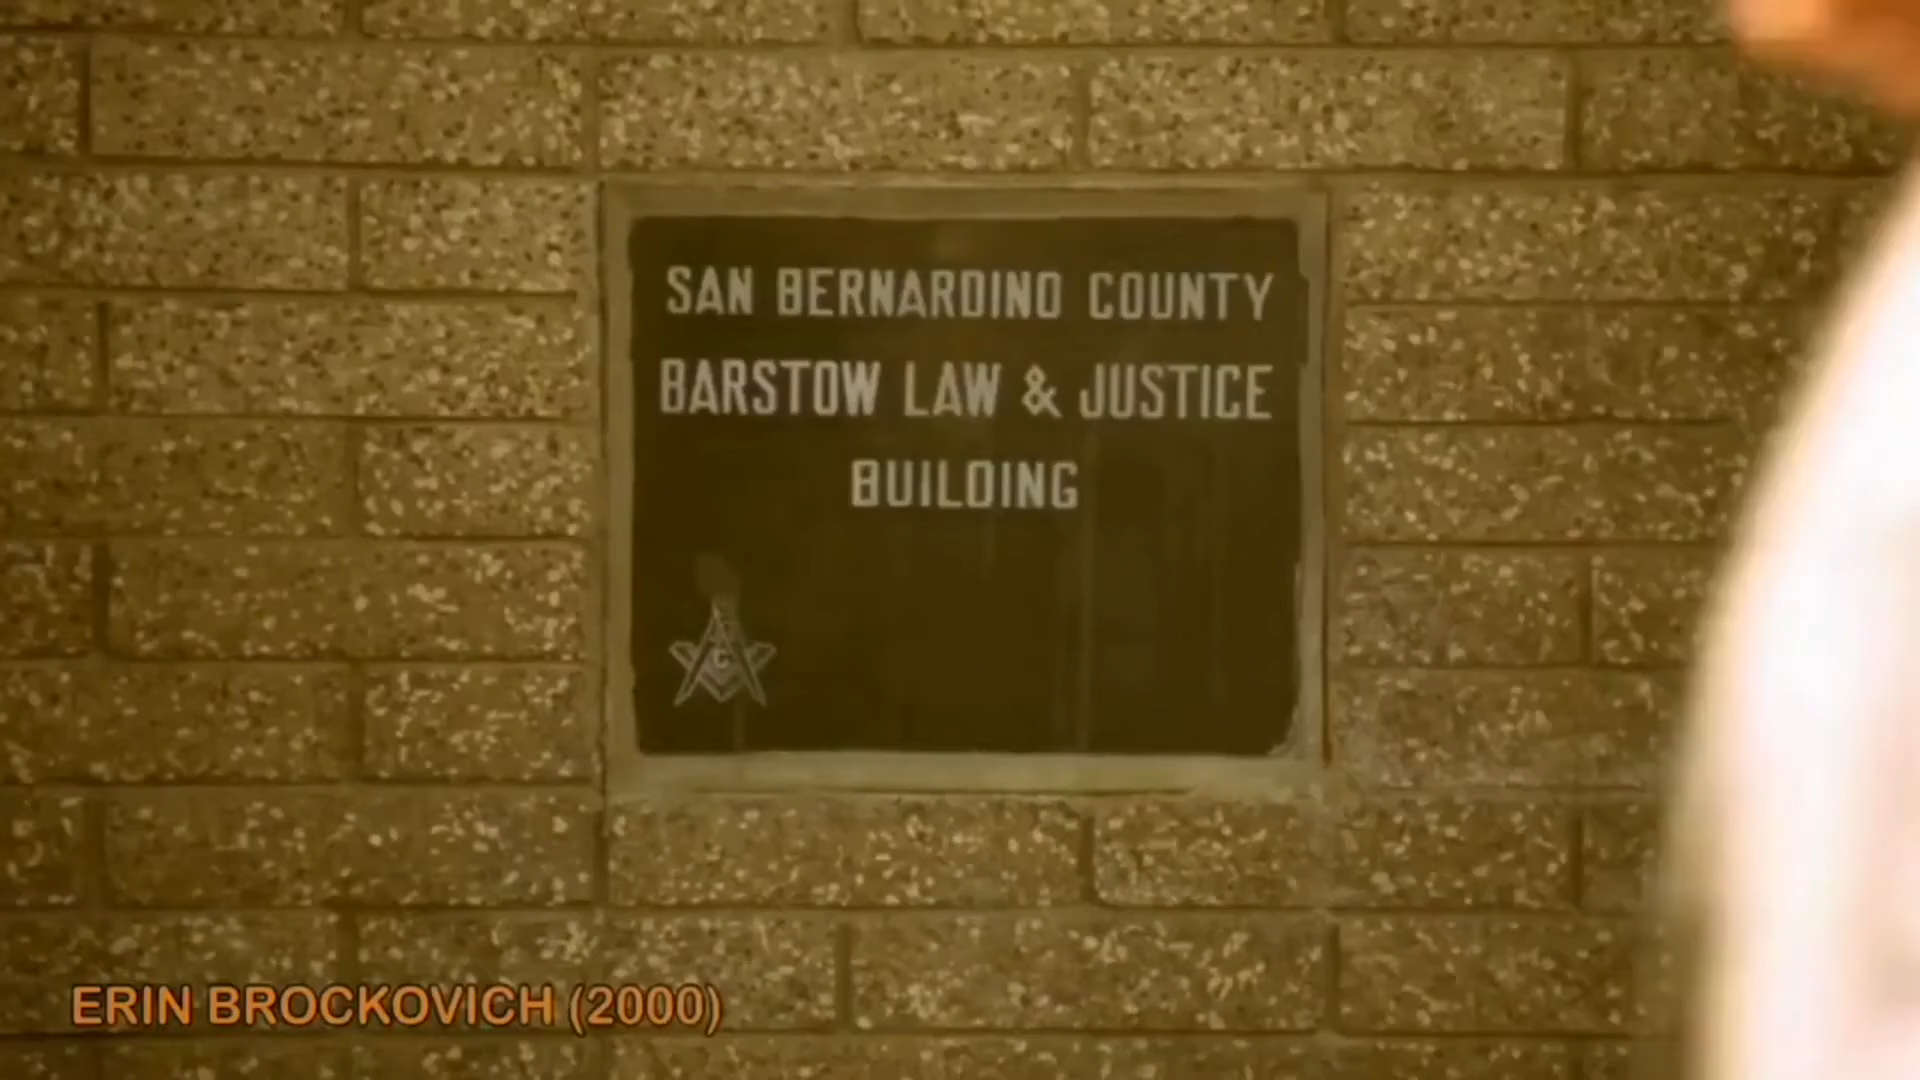 SAN BERNARDINO COUNTY
BARSTOW LAW & JUSTICE
BUILDING
G
ERIN BROCKOVICH (2000)